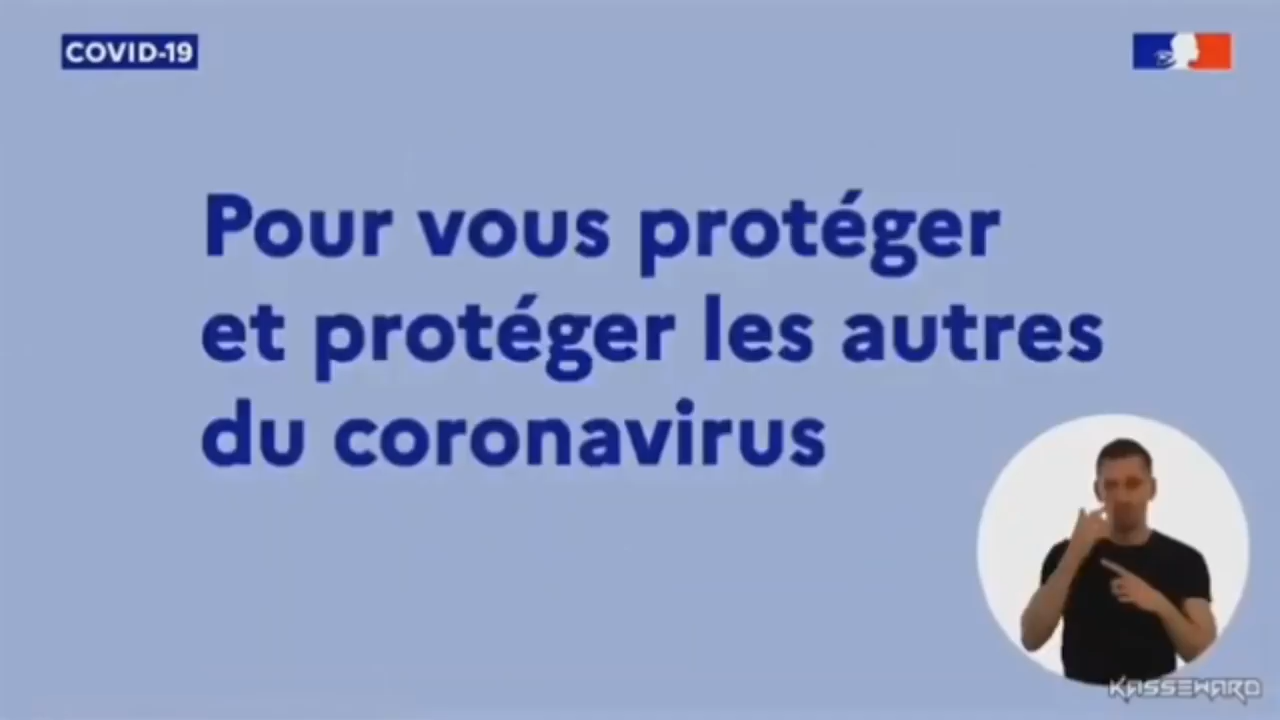 COVID-19
Pour vous protéger
et protéger les autres
du coronavirus
KASSEWARD